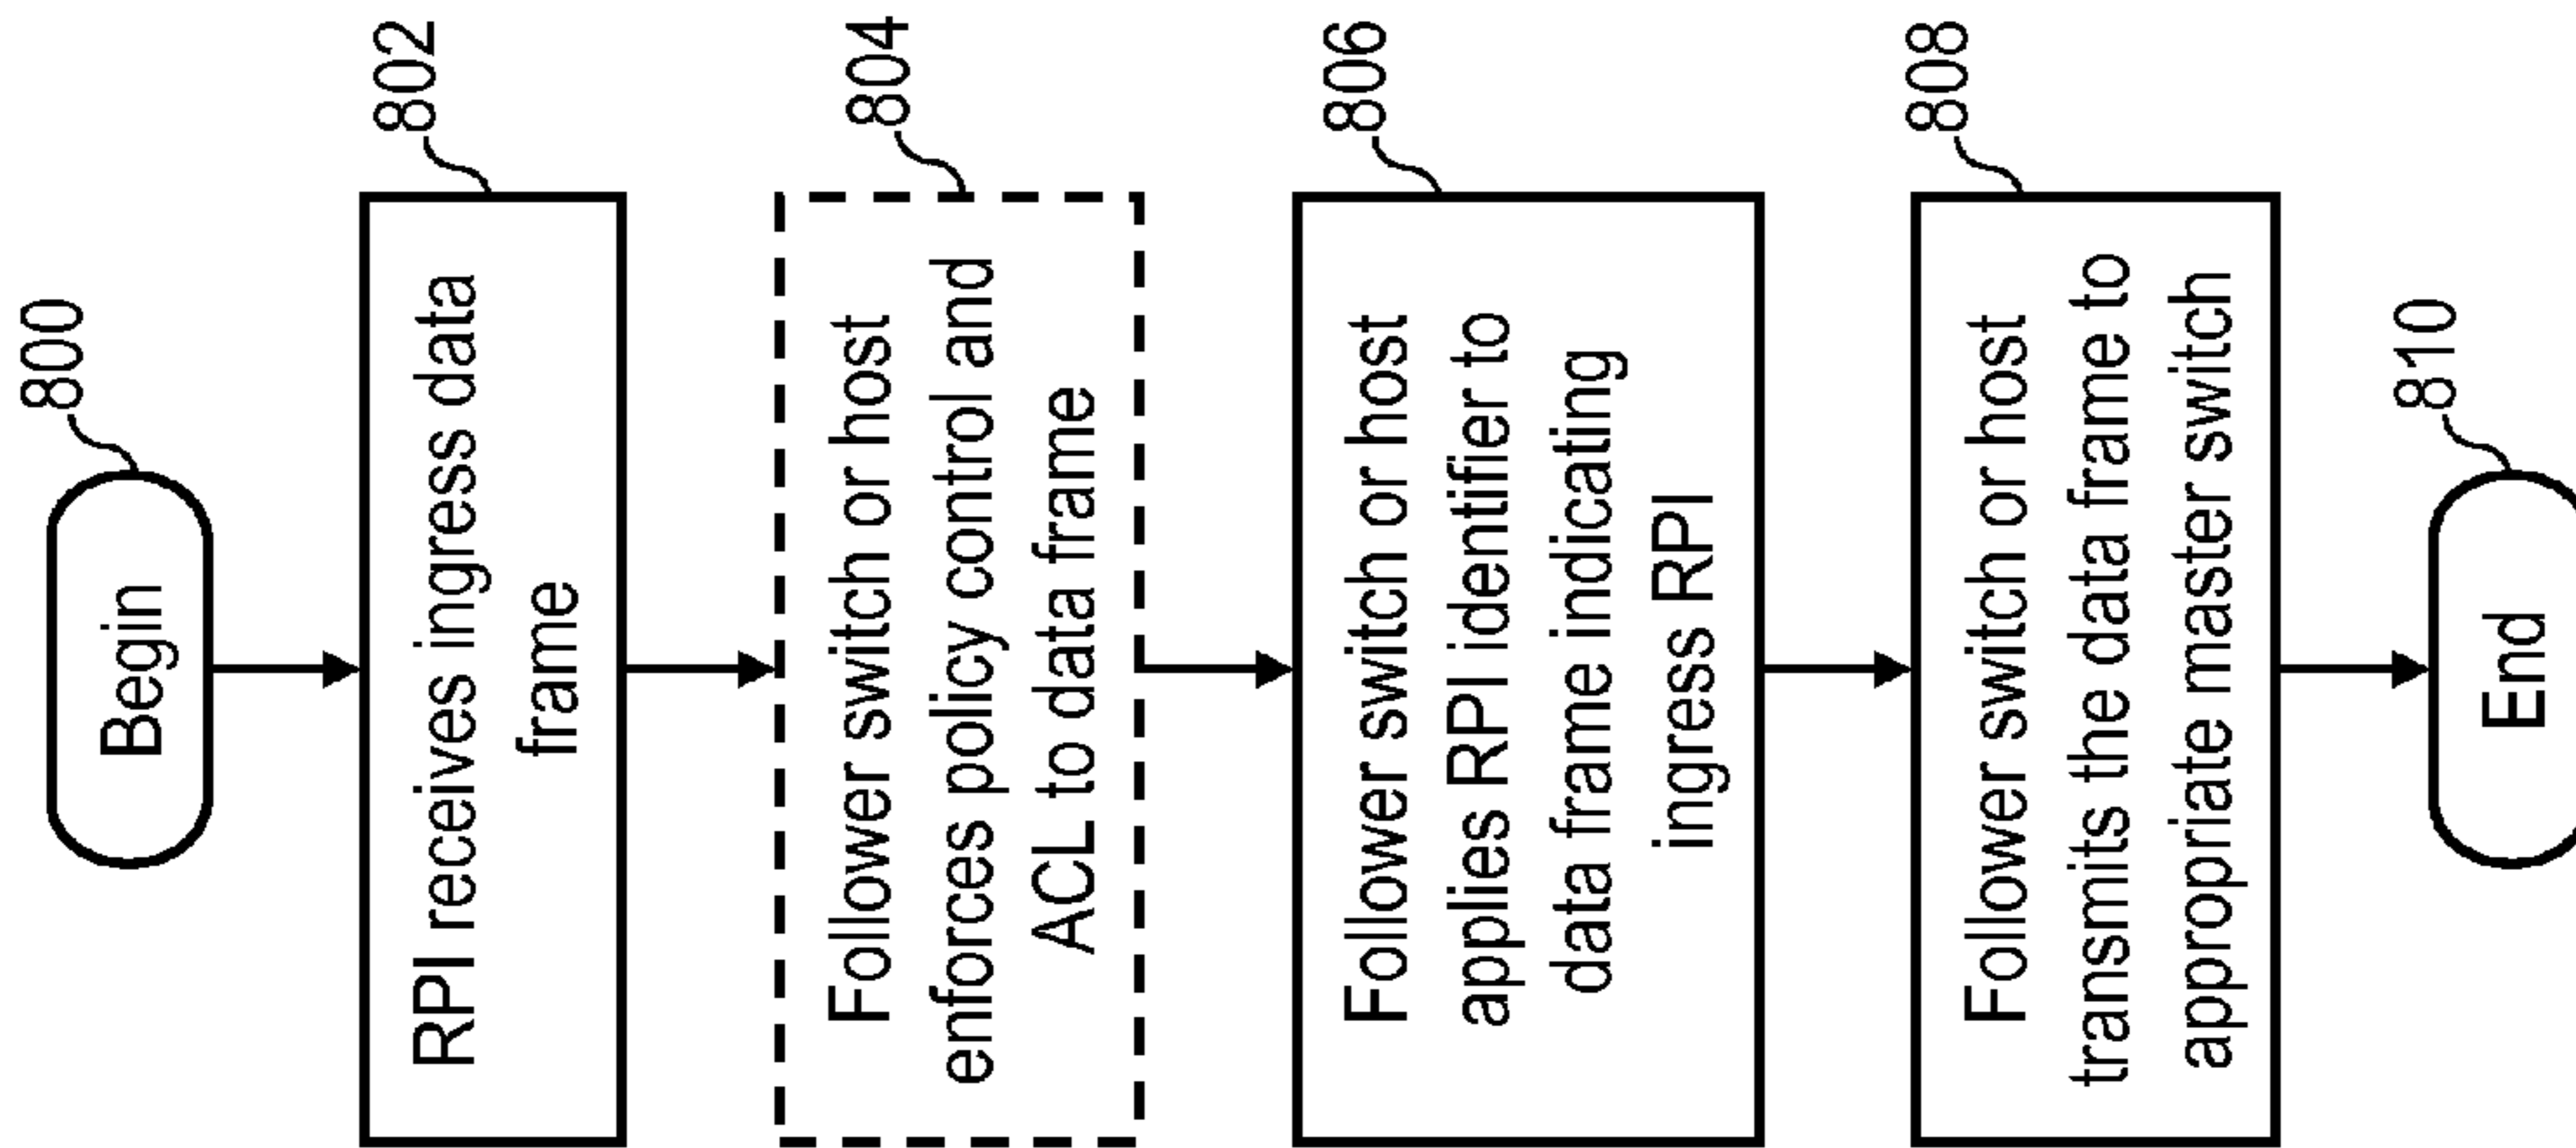 800
Begin
802
RPI receives ingress data
frame
804
Follower switch or host
enforces policy control and
ACL to data frame
806
Follower switch or host
applies RPI identifier to
data frame indicating
ingress RPI
808
Follower switch or host
transmits the data frame to
appropriate master switch
810
End